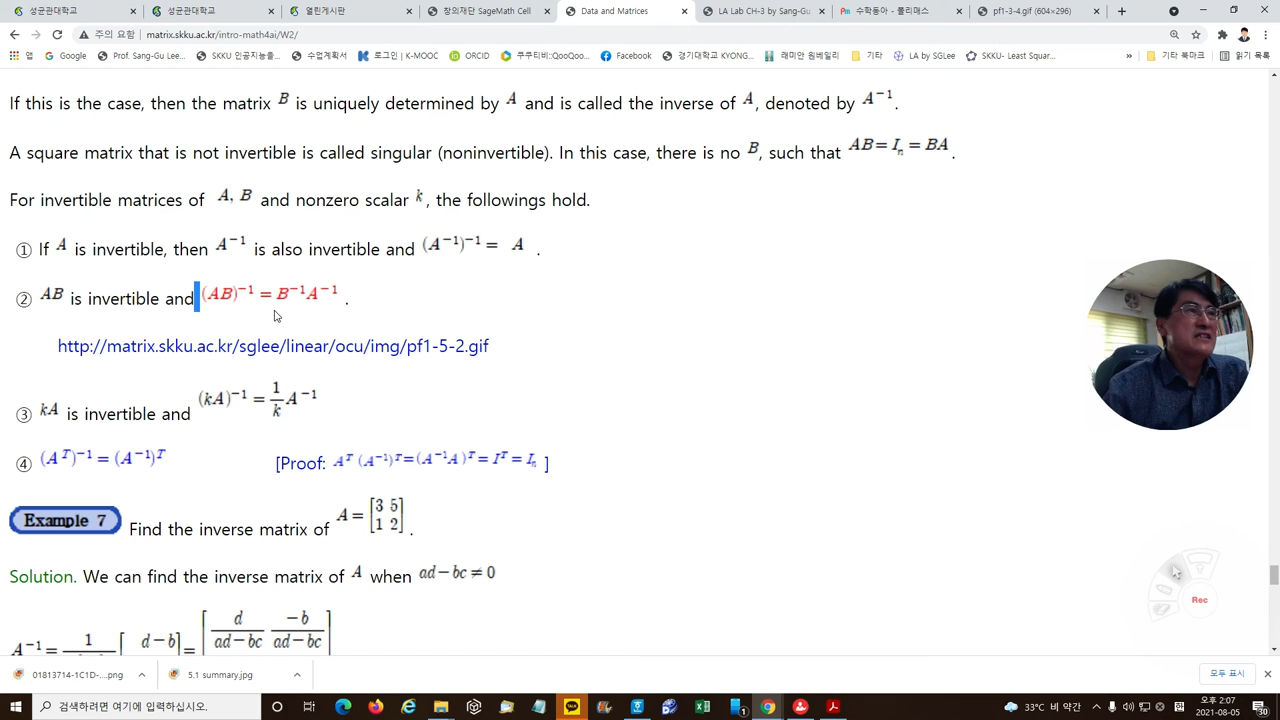 성균관대학교
성균관대학교
열린게시판
창의재단 SageMath Cell
Data and Matrices
LA Lab CH-3 by Sang-Gu
수학동아 - 폴리매스
pf1-3-4.gif (604×296)
주의 요함 | matrix.skku.ac.kr/intro-math4ai/W2/
앱 Google Prof. Sang-Gu Lee... SKKU 인공지능을... 수업계획서 로그인 | K-MOOC ORCID 쿠쿠티비::QooQoo... Facebook 경기대학교 KYONG... 래미안 원베일리 기타 LA by SGLee SKKU- Least Squar... » 기타 북마크 읽기 목록
If this is the case, then the matrix B is uniquely determined by A and is called the inverse of A, denoted by A⁻¹.
A square matrix that is not invertible is called singular (noninvertible). In this case, there is no B, such that AB = Iₙ = BA.
For invertible matrices of A, B and nonzero scalar k, the followings hold.
① If A is invertible, then A⁻¹ is also invertible and (A⁻¹)⁻¹ = A .
② AB is invertible and (AB)⁻¹ = B⁻¹A⁻¹ .
http://matrix.skku.ac.kr/sglee/linear/ocu/img/pf1-5-2.gif
③ kA is invertible and (kA)⁻¹ = 1/k A⁻¹
④ (Aᵀ)⁻¹ = (A⁻¹)ᵀ [Proof: Aᵀ (A⁻¹)ᵀ = (A⁻¹A)ᵀ = Iᵀ = Iₙ ]
Example 7 Find the inverse matrix of A = [3 5 1 2] .
Solution. We can find the inverse matrix of A when ad − bc ≠ 0
A⁻¹ = 1 [ d − b] = [d/ad − bc −b/ad − bc]
Rec
01813714-1C1D-....png
5.1 summary.jpg
모두 표시
검색하려면 여기에 입력하십시오.
33°C 비 약간
오후 2:07
2021-08-05
30